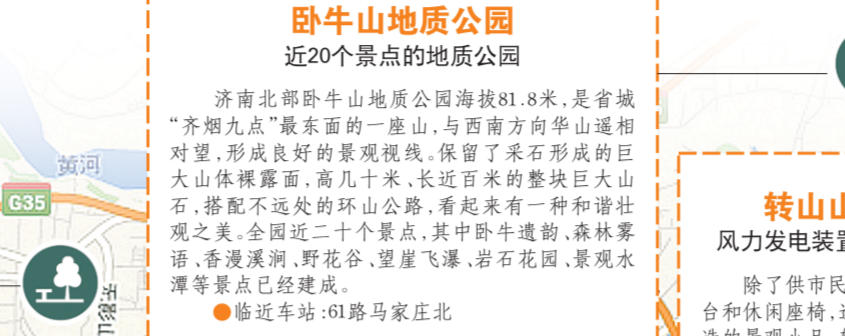 卧牛山地质公园
近20个景点的地质公园
济南北部卧牛山地质公园海拔81.8米,是省城
“齐烟九点”最东面的一座山,与西南方向华山遥相
对望,形成良好的景观视线。保留了采石形成的巨
大山体裸露面,高几十米、长近百米的整块巨大山
石,搭配不远处的环山公路,看起来有一种和谐壮
观之美。全园近二十个景点,其中卧牛遗韵、森林雾
语、香漫溪涧、野花谷、望崖飞瀑、岩石花园、景观水
潭等景点已经建成。
●临近车站:61路马家庄北
黄河
G35
转山山
风力发电装置
除了供市民
台和休闲座椅,